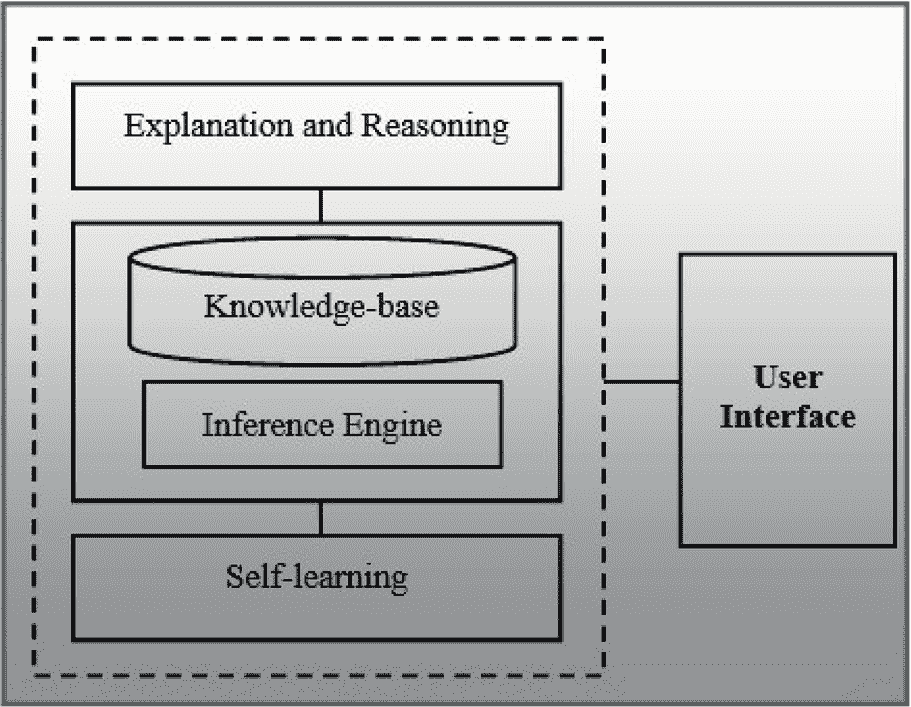 Explanation and Reasoning
Knowledge-base
Inference Engine
Self-learning
User
Interface